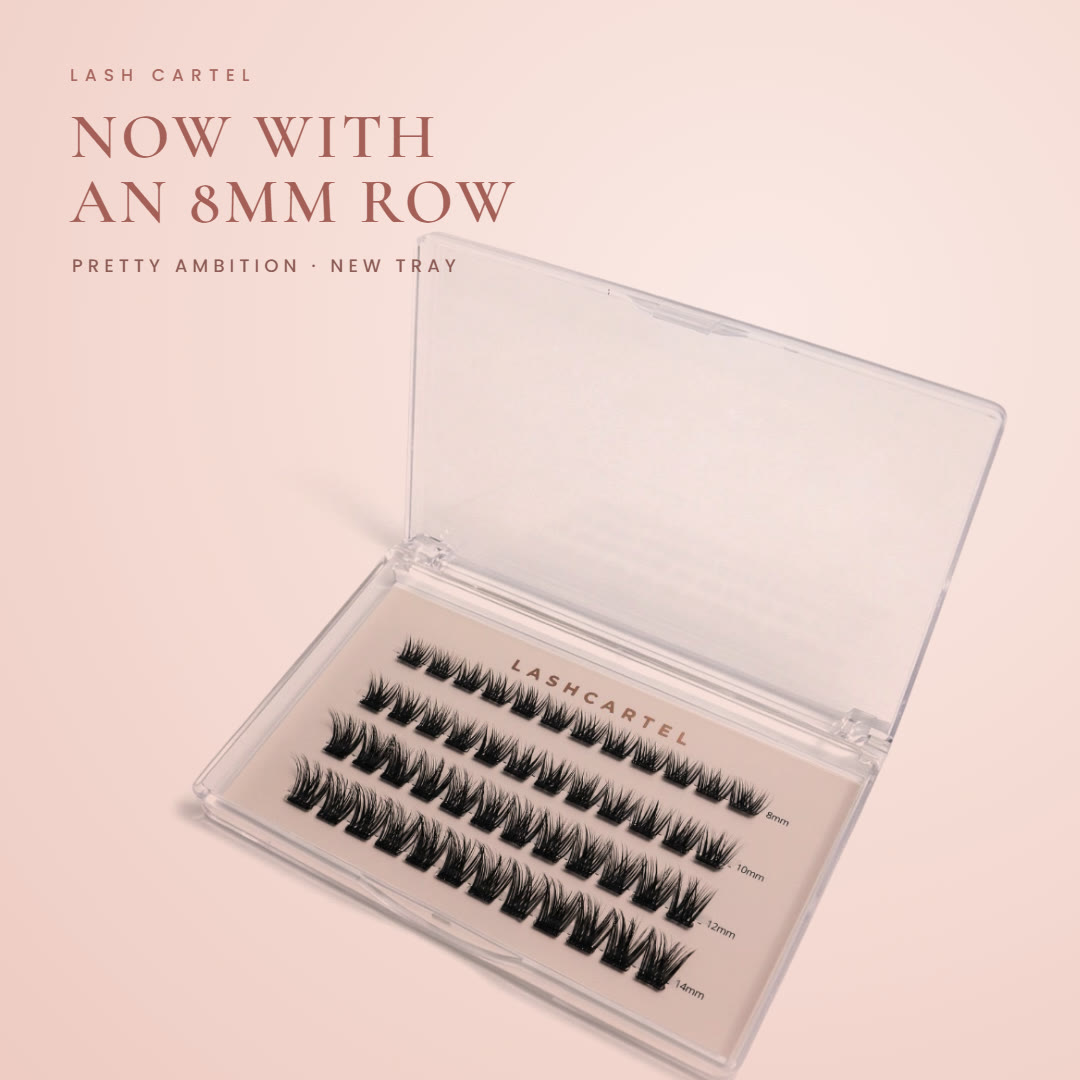 LASH CARTEL
NOW WITH
AN 8MM ROW
PRETTY AMBITION · NEW TRAY
LASHCARTEL
8mm
10mm
12mm
14mm